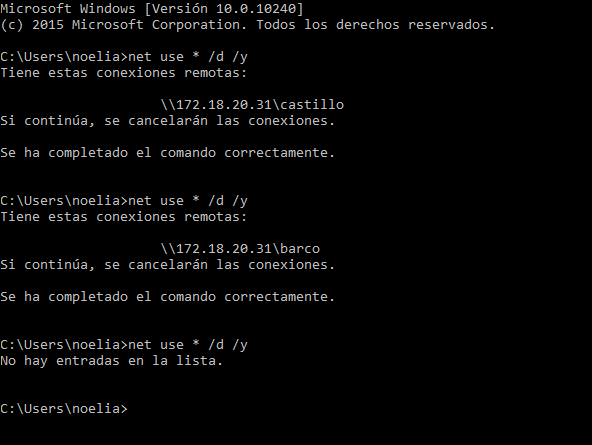 Microsoft Windows [Versión 10.0.10240]
(c) 2015 Microsoft Corporation. Todos los derechos reservados.
C:\Users\noelia>net use * /d /y
Tiene estas conexiones remotas:
\\172.18.20.31\castillo
Si continúa, se cancelarán las conexiones.
Se ha completado el comando correctamente.
C:\Users\noelia>net use * /d /y
Tiene estas conexiones remotas:
\\172.18.20.31\barco
Si continúa, se cancelarán las conexiones.
Se ha completado el comando correctamente.
C:\Users\noelia>net use * /d /y
No hay entradas en la lista.
C:\Users\noelia>